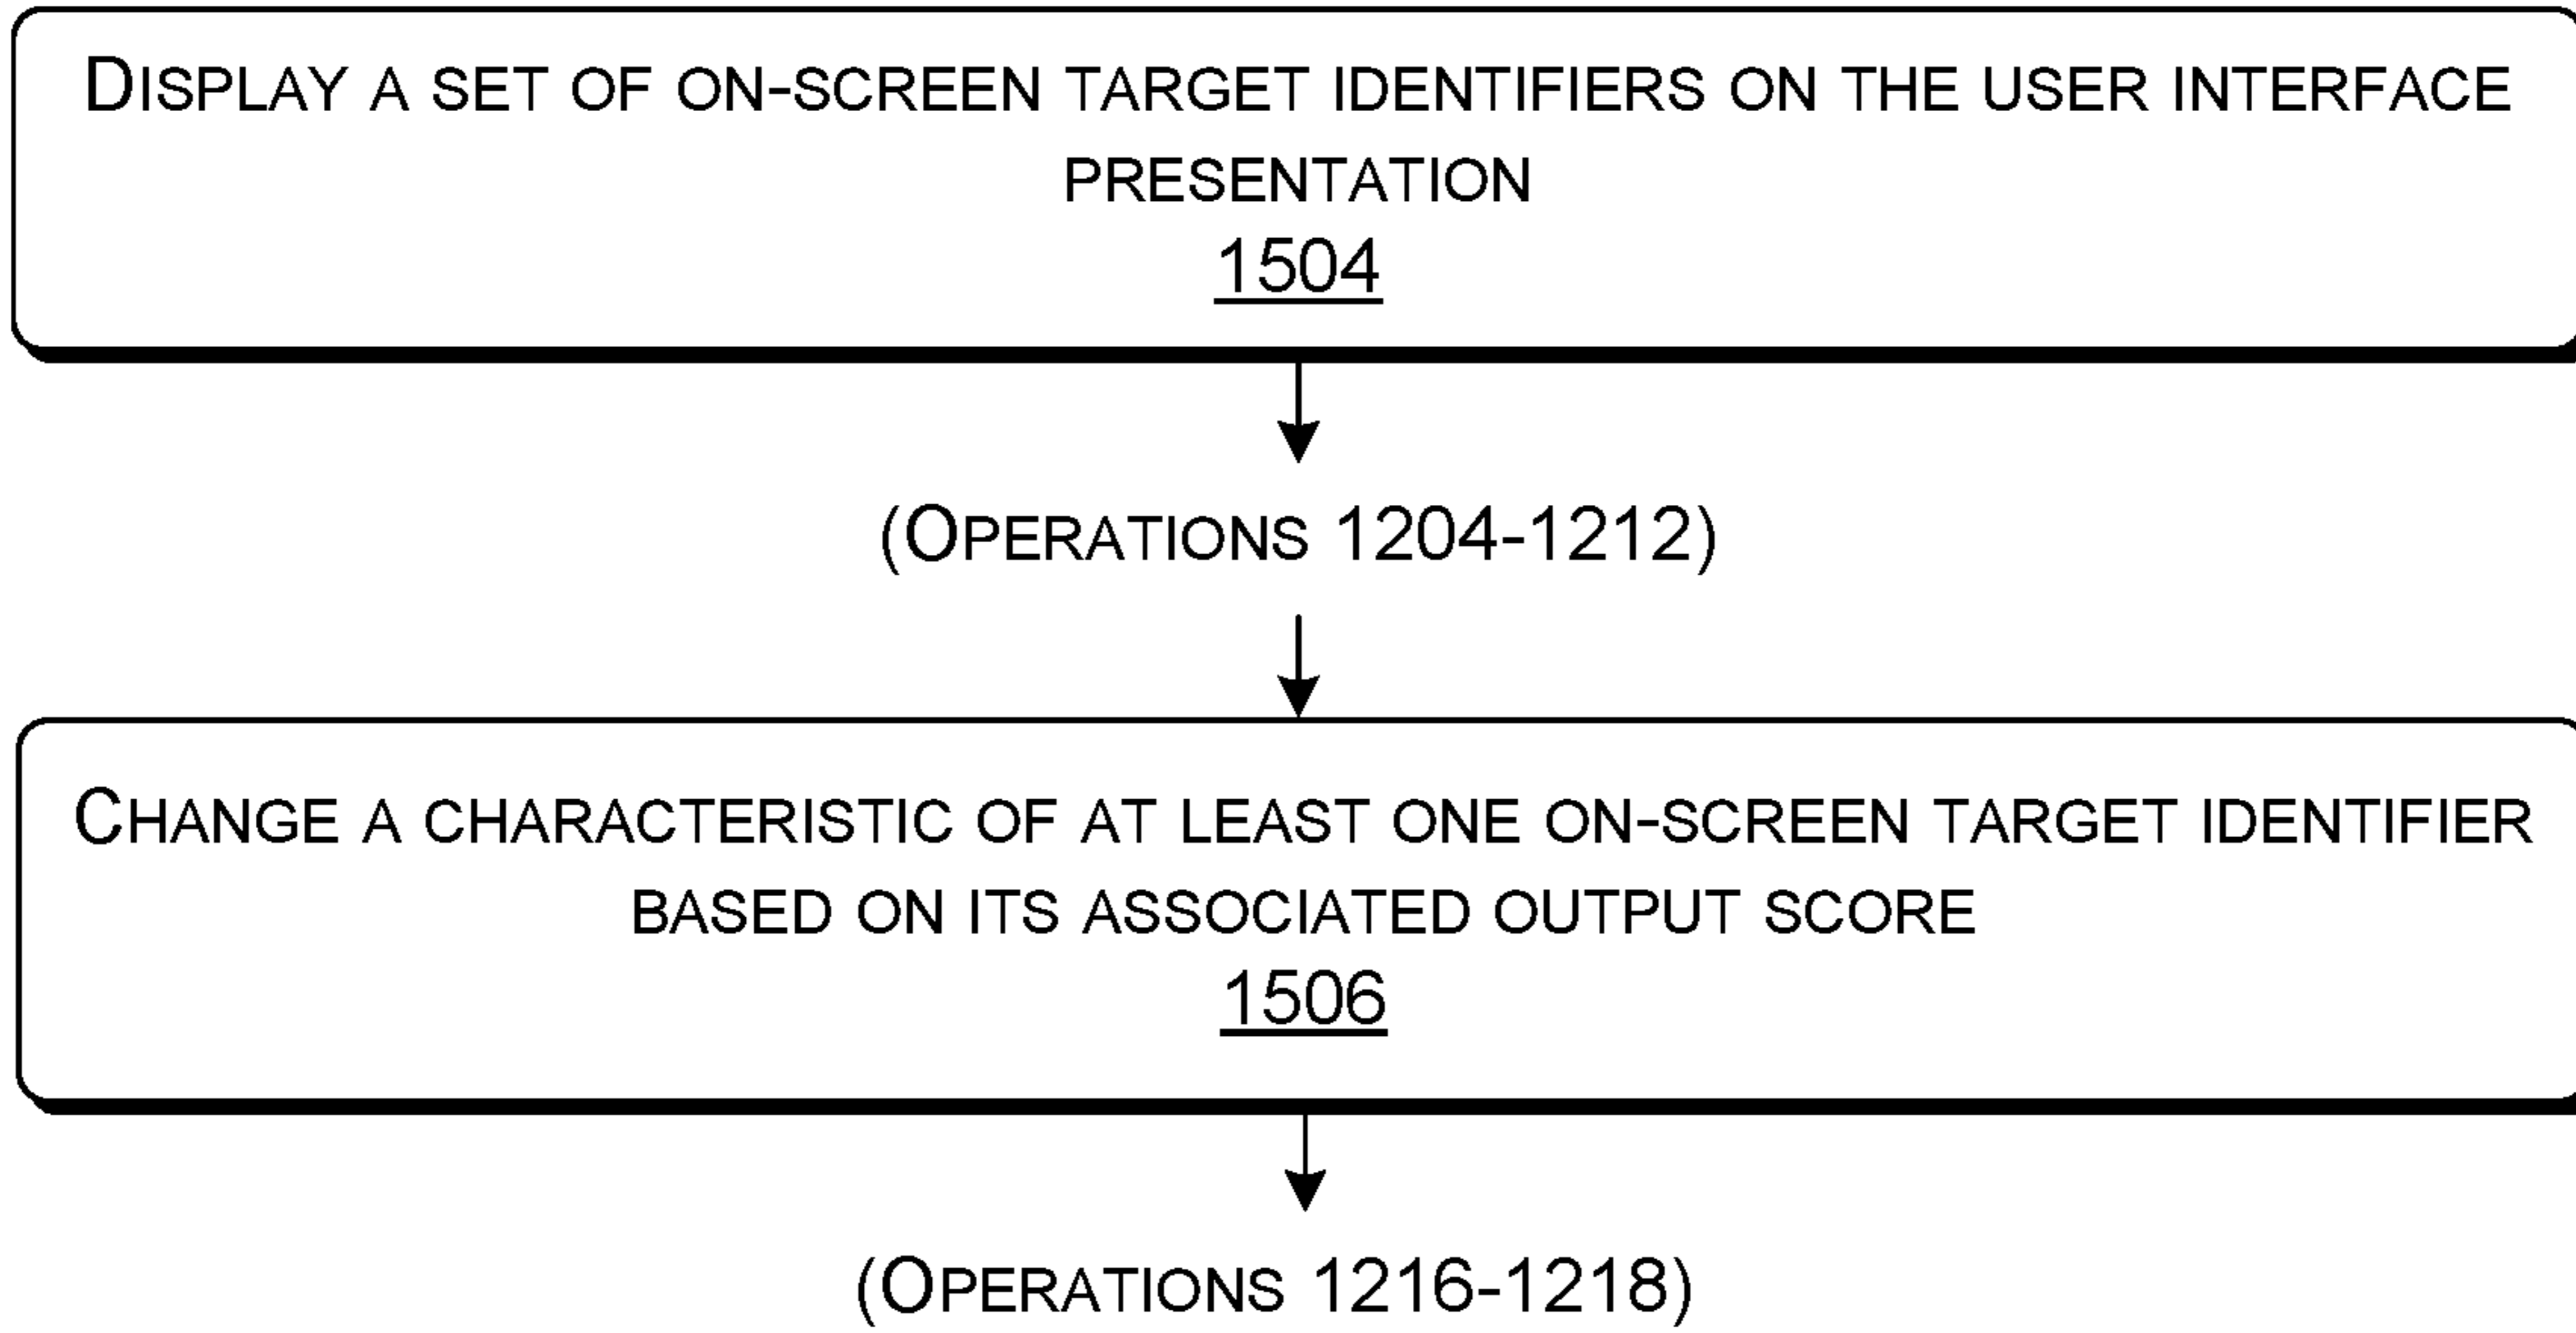 DISPLAY A SET OF ON-SCREEN TARGET IDENTIFIERS ON THE USER INTERFACE
PRESENTATION
1504
(OPERATIONS 1204-1212)
CHANGE A CHARACTERISTIC OF AT LEAST ONE ON-SCREEN TARGET IDENTIFIER
BASED ON ITS ASSOCIATED OUTPUT SCORE
1506
(OPERATIONS 1216-1218)